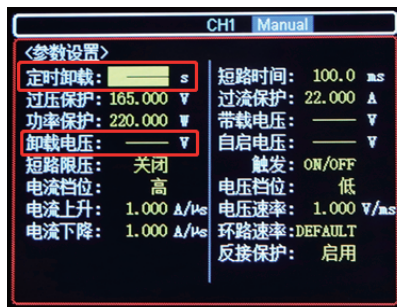 CH1 Manual
<参数设置>
定时卸载: —— s 短路时间: 100.0 ms
过压保护: 165.000 V 过流保护: 22.000 A
功率保护: 220.000 W 带载电压: —— V
卸载电压: —— V 自启电压: —— V
短路限压: 关闭 触发: ON/OFF
电流档位: 高 电压档位: 低
电流上升: 1.000 A/μs 电压速率: 1.000 V/ms
电流下降: 1.000 A/μs 环路速率:DEFAULT
反接保护: 启用